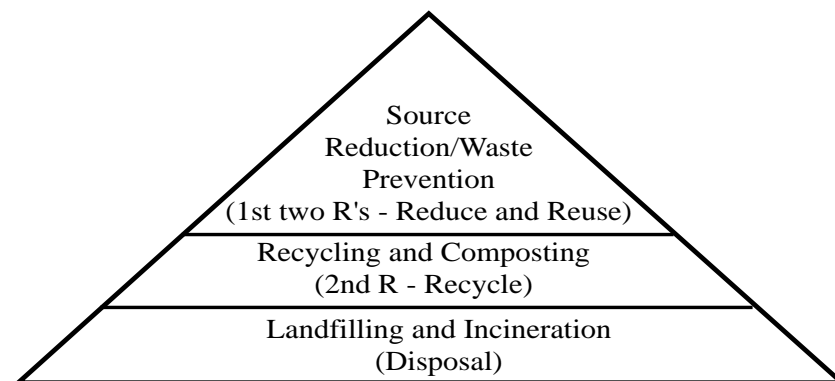 Source
Reduction/Waste
Prevention
(1st two R's - Reduce and Reuse)
Recycling and Composting
(2nd R - Recycle)
Landfilling and Incineration
(Disposal)